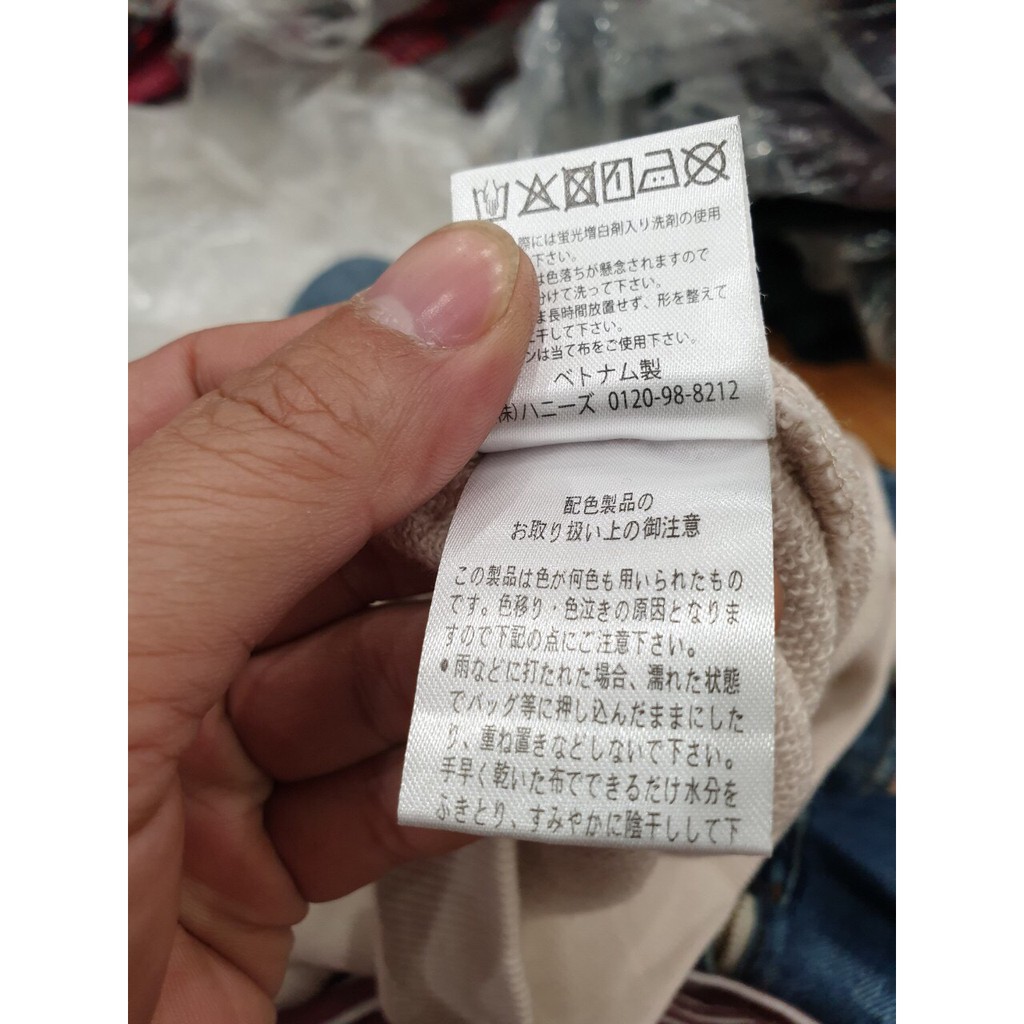 際には蛍光増白剤入り洗剤の使用
下さい。
は色落ちが懸念されますので
分けて洗って下さい。
ま長時間放置せず、形を整えて
干して下さい。
ンは当て布をご使用下さい。
ベトナム製
(株)ハニーズ 0120-98-8212
配色製品の
お取り扱い上の御注意
この製品は色が何色も用いられたもの
です。色移り・色泣きの原因となりま
すので下記の点にご注意下さい。
●雨などに打たれた場合、濡れた状態
でバッグ等に押し込んだままにした
り、重ね置きなどしないで下さい。
手早く乾いた布でできるだけ水分を
ふきとり、すみやかに陰干しして下